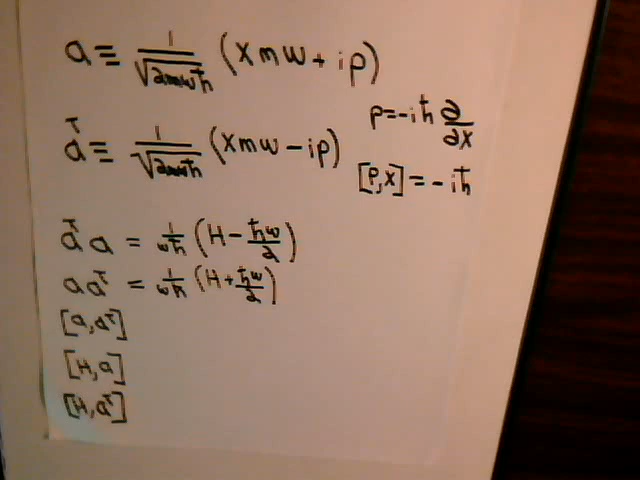 a ≡ 1/√(2mωħ) (xmω + ip)
p = -iħ ∂/∂x
a† ≡ 1/√(2mωħ) (xmω - ip)
[p,x] = -iħ
a†a = 1/ωħ (H - ħω/2)
aa† = 1/ωħ (H + ħω/2)
[a,a†]
[H,a]
[H,a†]